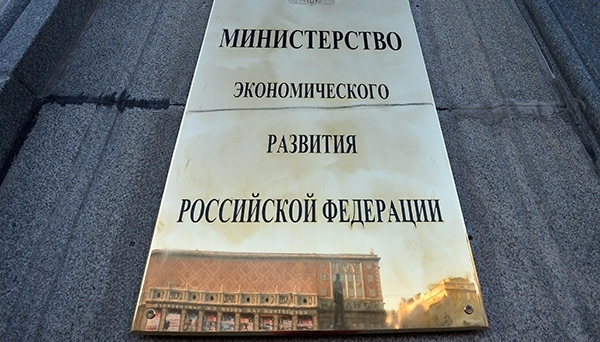 МИНИСТЕРСТВО
ЭКОНОМИЧЕСКОГО
РАЗВИТИЯ
РОССИЙСКОЙ ФЕДЕРАЦИИ